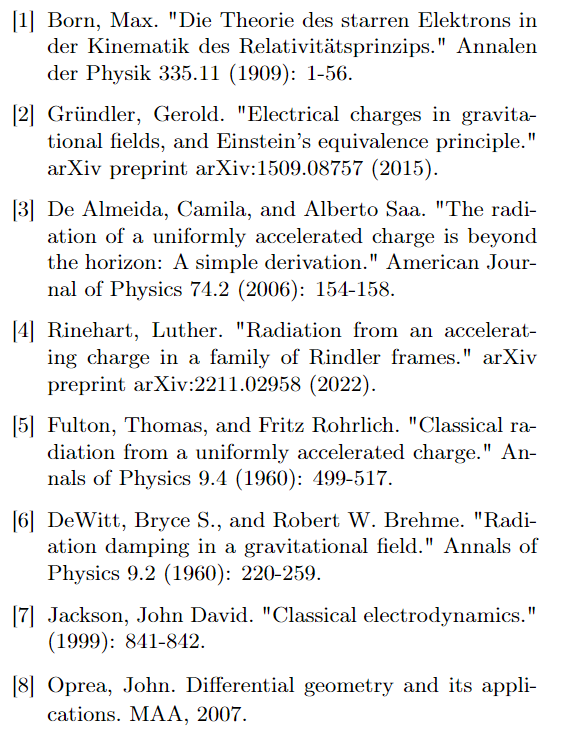 [1] Born, Max. "Die Theorie des starren Elektrons in
der Kinematik des Relativitätsprinzips." Annalen
der Physik 335.11 (1909): 1-56.
[2] Gründler, Gerold. "Electrical charges in gravita-
tional fields, and Einstein's equivalence principle."
arXiv preprint arXiv:1509.08757 (2015).
[3] De Almeida, Camila, and Alberto Saa. "The radi-
ation of a uniformly accelerated charge is beyond
the horizon: A simple derivation." American Jour-
nal of Physics 74.2 (2006): 154-158.
[4] Rinehart, Luther. "Radiation from an accelerat-
ing charge in a family of Rindler frames." arXiv
preprint arXiv:2211.02958 (2022).
[5] Fulton, Thomas, and Fritz Rohrlich. "Classical ra-
diation from a uniformly accelerated charge." An-
nals of Physics 9.4 (1960): 499-517.
[6] DeWitt, Bryce S., and Robert W. Brehme. "Radi-
ation damping in a gravitational field." Annals of
Physics 9.2 (1960): 220-259.
[7] Jackson, John David. "Classical electrodynamics."
(1999): 841-842.
[8] Oprea, John. Differential geometry and its appli-
cations. MAA, 2007.